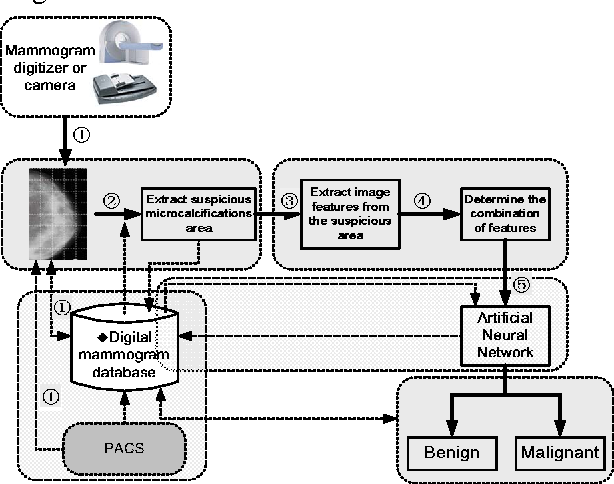 Mammogram
digitizer or
camera
①
②
Extract suspicious
microcalcifications
area
③
Extract image
features from
the suspicious
area
④
Determine the
combination
of features
⑤
①
◆Digital
mammogram
database
Artificial
Neural
Network
①
PACS
Benign
Malignant